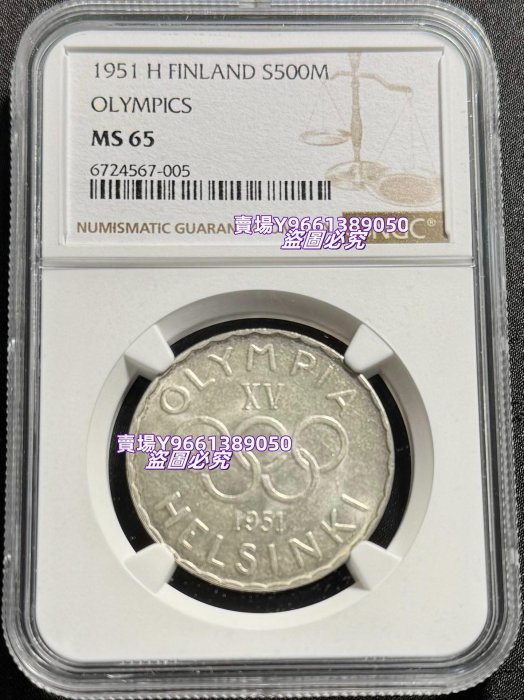 1951 H FINLAND S500M
OLYMPICS
MS 65
6724567-005
NUMISMATIC GUARAN
NGC®
賣場Y9661389050
盜圖必究
OLYMPIA
XV
賣場Y9661389050
盜圖必究
1951
HELSINKI